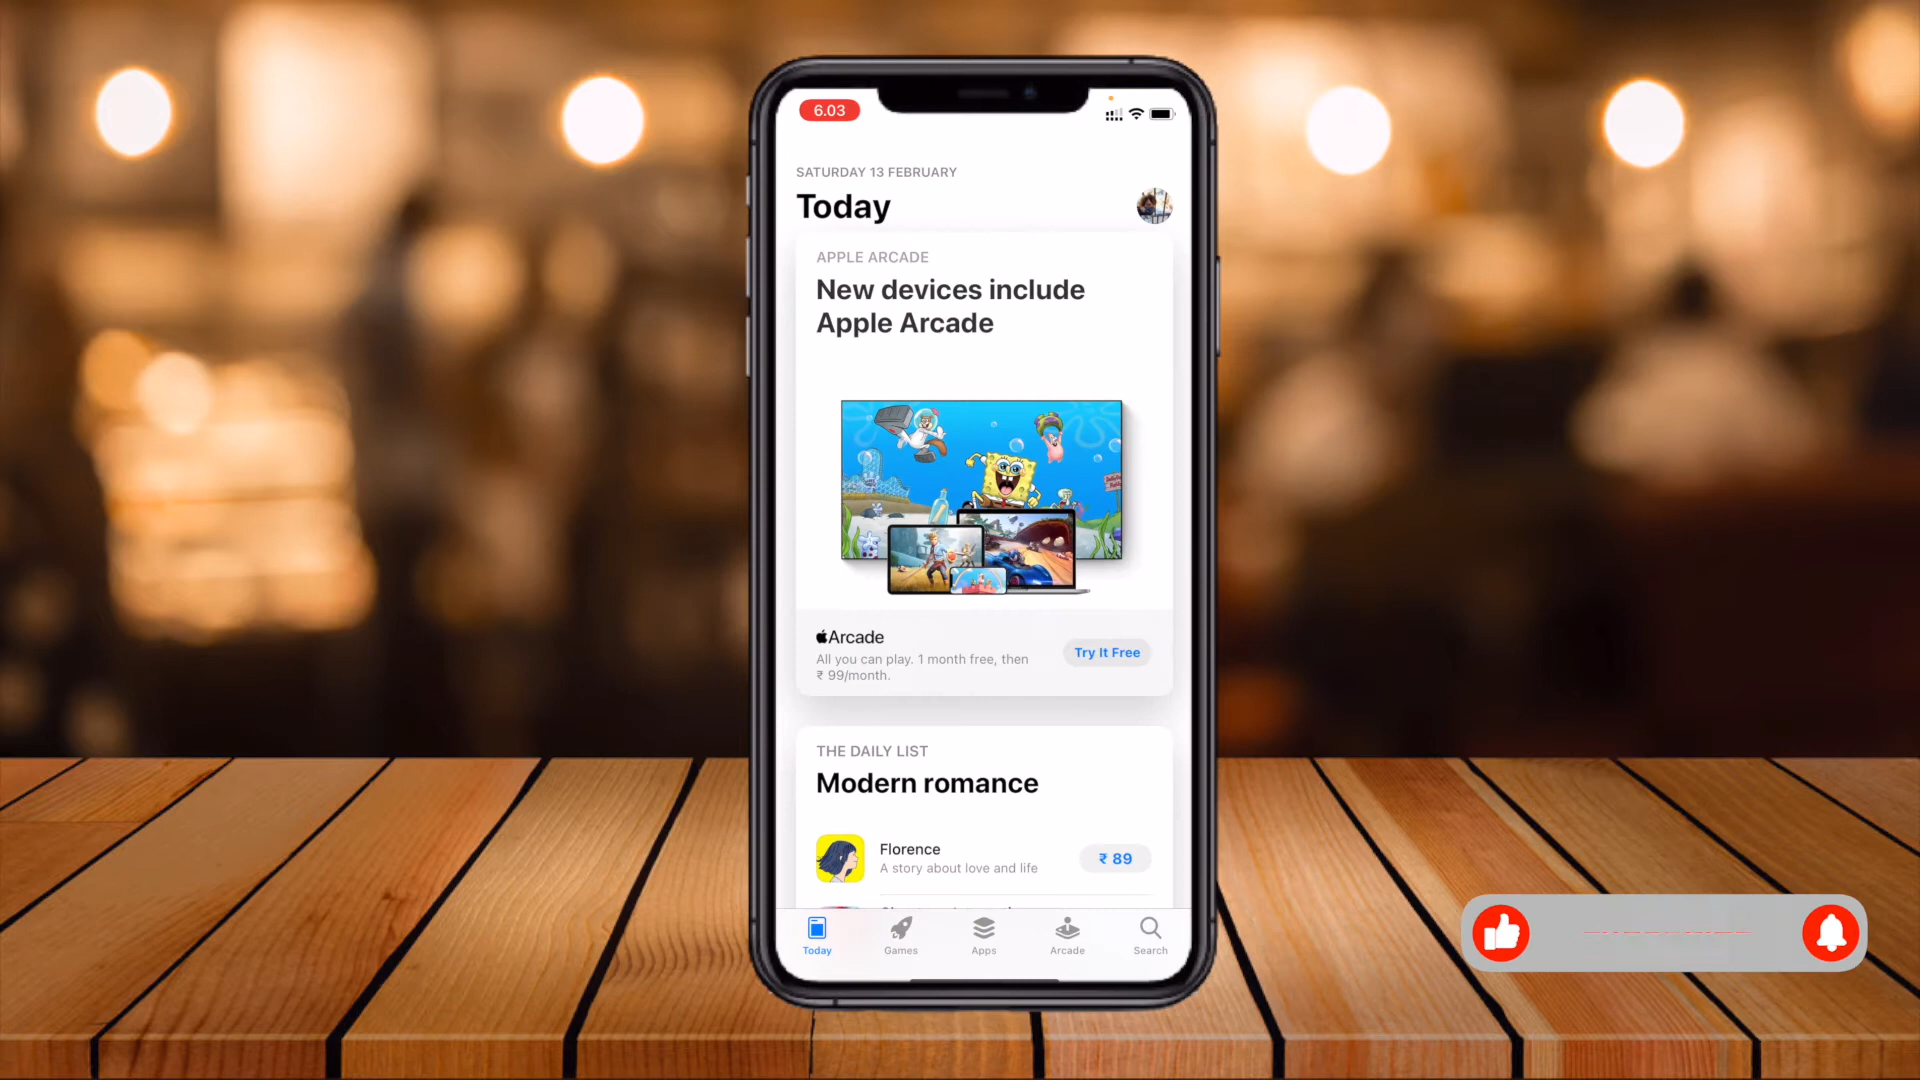 6.03
SATURDAY 13 FEBRUARY
Today
APPLE ARCADE
New devices include
Apple Arcade
Arcade
All you can play. 1 month free, then
₹ 99/month.
Try It Free
THE DAILY LIST
Modern romance
Florence
A story about love and life
₹ 89
Today
Games
Apps
Arcade
Search